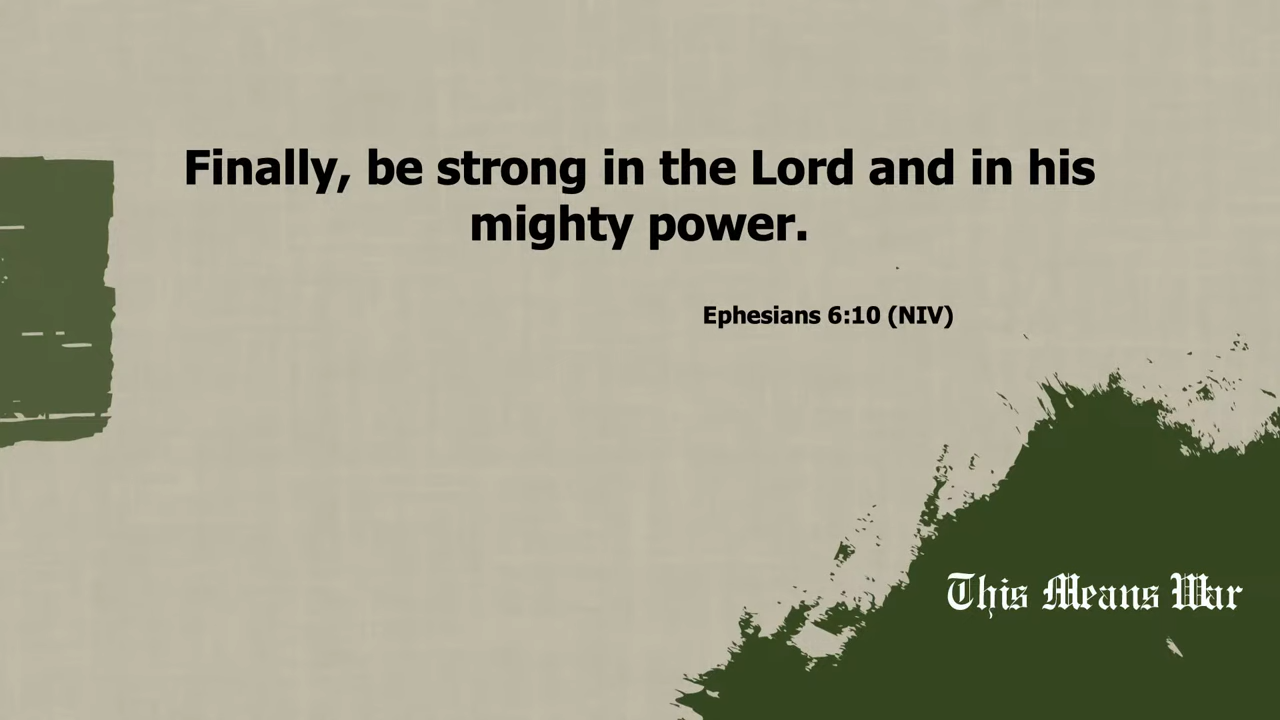 Finally, be strong in the Lord and in his
mighty power.
Ephesians 6:10 (NIV)
This Means War